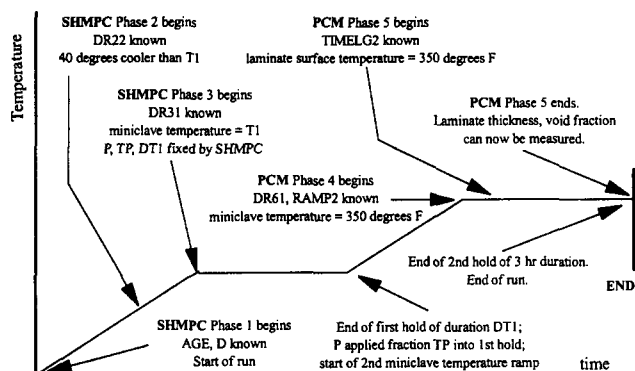 SHMPC Phase 2 begins
DR22 known
40 degrees cooler than T1
PCM Phase 5 begins
TIMELG2 known
laminate surface temperature = 350 degrees F
Temperature
SHMPC Phase 3 begins
DR31 known
miniclave temperature = T1
P, TP, DT1 fixed by SHMPC
PCM Phase 5 ends.
Laminate thickness, void fraction
can now be measured.
PCM Phase 4 begins
DR61, RAMP2 known
miniclave temperature = 350 degrees F
End of 2nd hold of 3 hr duration.
End of run.
END
SHMPC Phase 1 begins
AGE, D known
Start of run
End of first hold of duration DT1;
P applied fraction TP into 1st hold;
start of 2nd miniclave temperature ramp
time